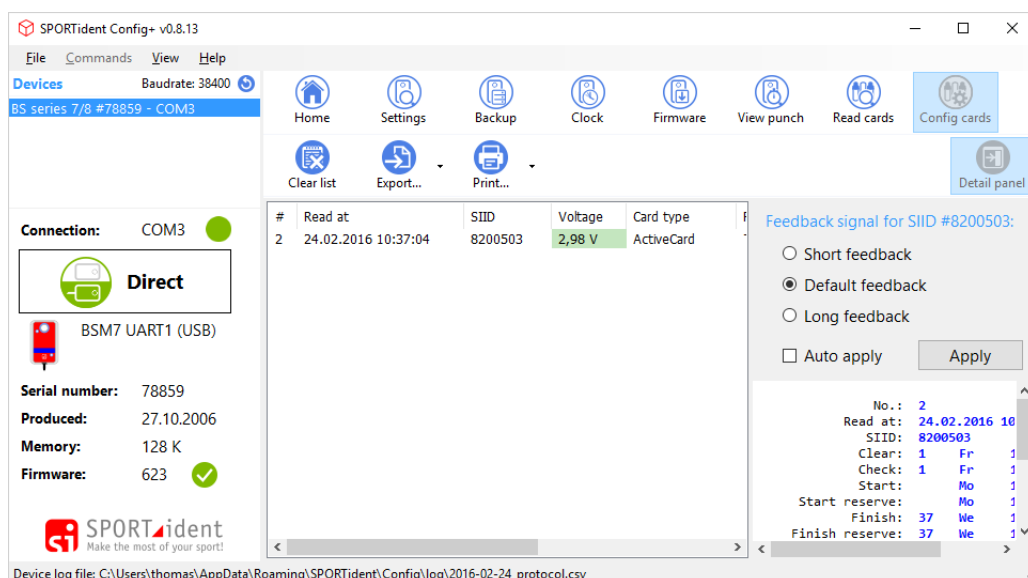 SPORTident Config+ v0.8.13
File Commands View Help
Devices Baudrate: 38400
BS series 7/8 #78859 - COM3
Home Settings Backup Clock Firmware View punch Read cards Config cards
Clear list Export... Print... Detail panel
Connection: COM3
Direct
BSM7 UART1 (USB)
Serial number: 78859
Produced: 27.10.2006
Memory: 128 K
Firmware: 623
SPORTident
Make the most of your sport!
# Read at SIID Voltage Card type
2 24.02.2016 10:37:04 8200503 2,98 V ActiveCard
Feedback signal for SIID #8200503:
Short feedback
Default feedback
Long feedback
Auto apply Apply
No.: 2
Read at: 24.02.2016 10
SIID: 8200503
Clear: 1 Fr 1
Check: 1 Fr 1
Start: Mo 1
Start reserve: Mo 1
Finish: 37 We 1
Finish reserve: 37 We 1
Device log file: C:\Users\thomas\AppData\Roaming\SPORTident\Config\log\2016-02-24_protocol.csv